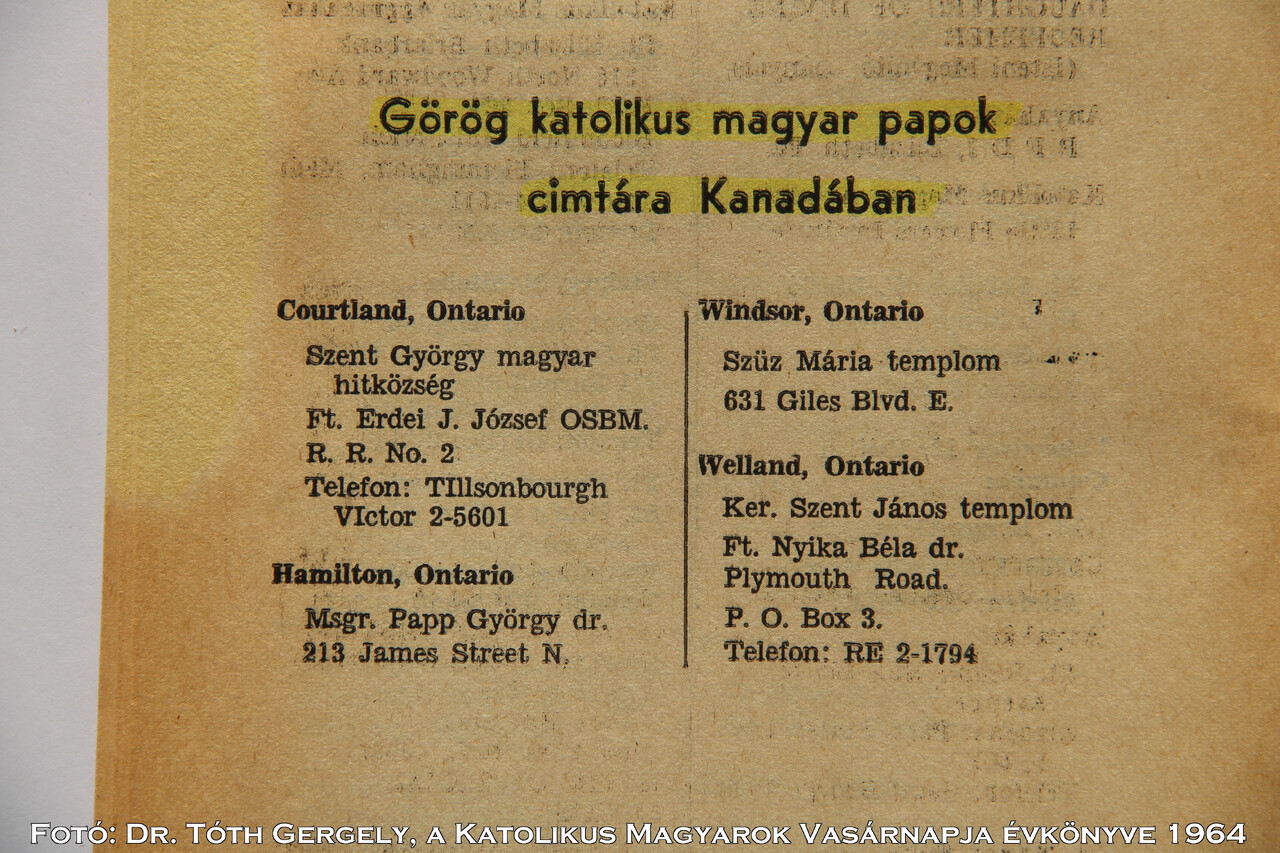 Görög katolikus magyar papok
cimtára Kanadában
Courtland, Ontario
Szent György magyar
hitközség
Ft. Erdei J. József OSBM.
R. R. No. 2
Telefon: TIllsonbourgh
VIctor 2-5601
Hamilton, Ontario
Msgr. Papp György dr.
213 James Street N.
Windsor, Ontario
Szüz Mária templom
631 Giles Blvd. E.
Welland, Ontario
Ker. Szent János templom
Ft. Nyika Béla dr.
Plymouth Road.
P. O. Box 3.
Telefon: RE 2-1794
Fotó: Dr. Tóth Gergely, a Katolikus Magyarok Vasárnapja évkönyve 1964